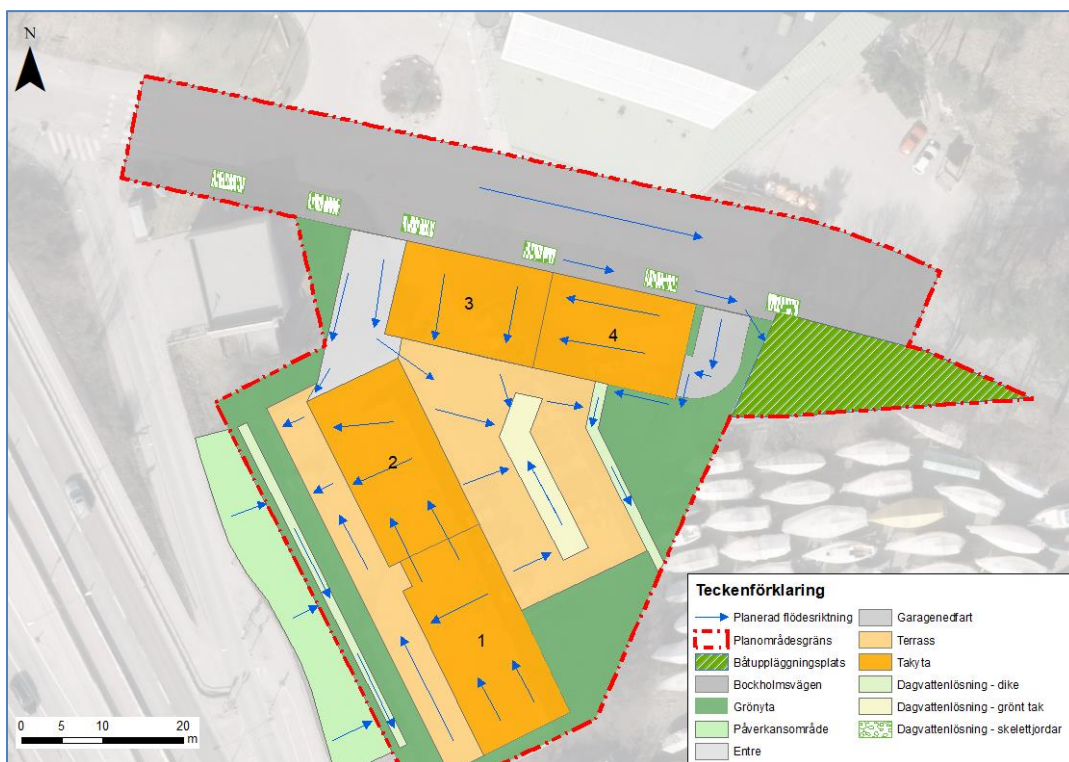 N
3
4
2
1
0 5 10 20
m
Teckenförklaring
Planerad flödesriktning
Planområdesgräns
Båtuppläggningsplats
Bockholmsvägen
Grönyta
Påverkansområde
Entre
Garagenedfart
Terrass
Takyta
Dagvattenlösning - dike
Dagvattenlösning - grönt tak
Dagvattenlösning - skelettjordar